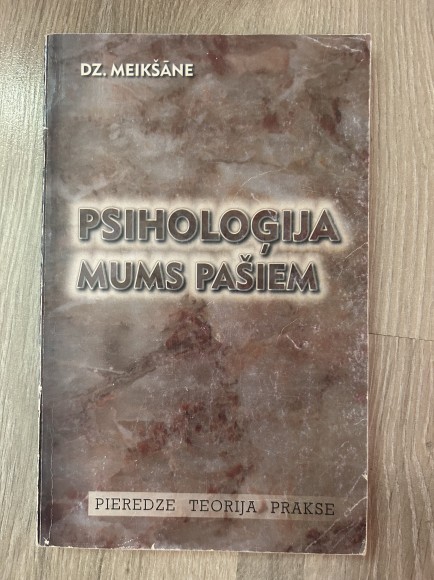 DZ. MEIKŠĀNE
PSIHOLOĢIJA
MUMS PAŠIEM
PIEREDZE TEORIJA PRAKSE